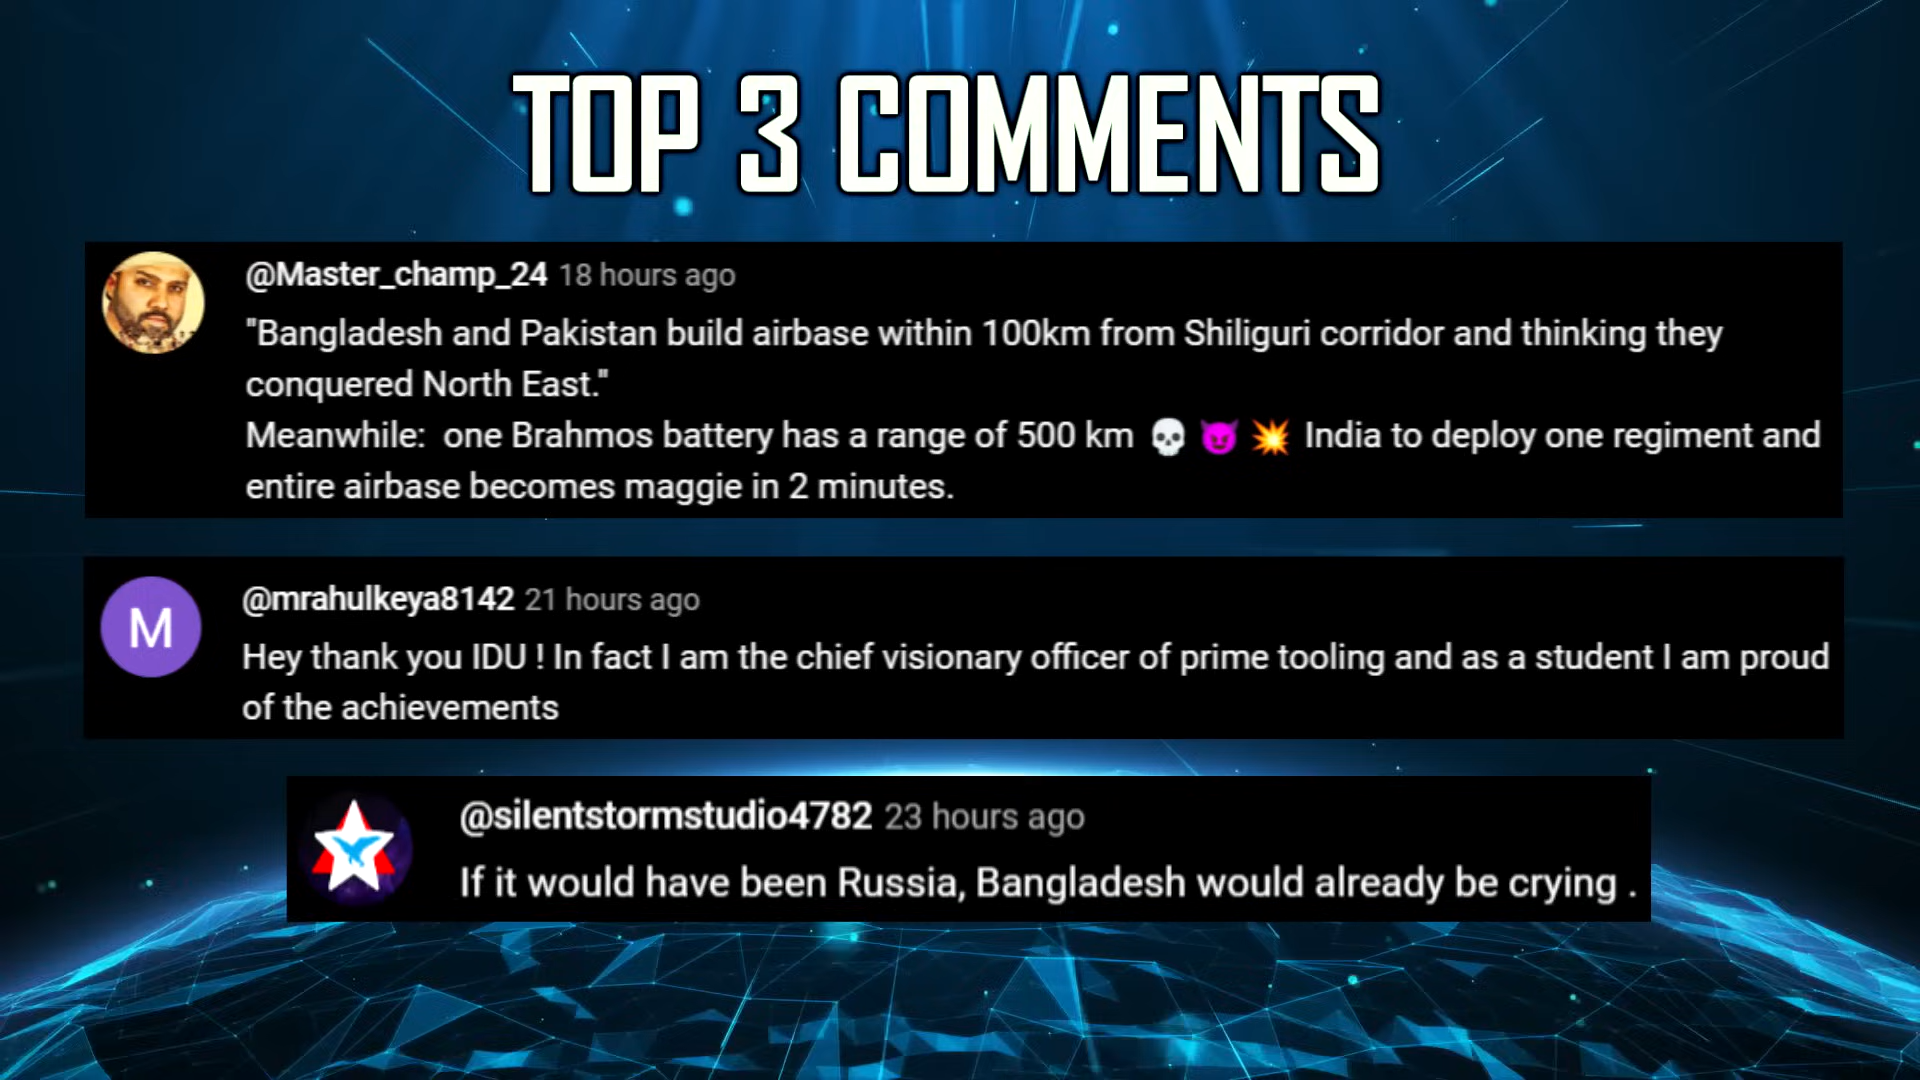 TOP 3 COMMENTS
@Master_champ_24 18 hours ago
"Bangladesh and Pakistan build airbase within 100km from Shiliguri corridor and thinking they
conquered North East."
Meanwhile: one Brahmos battery has a range of 500 km 💀 😈 💥 India to deploy one regiment and
entire airbase becomes maggie in 2 minutes.
M
@mrahulkeya8142 21 hours ago
Hey thank you IDU ! In fact I am the chief visionary officer of prime tooling and as a student I am proud
of the achievements
@silentstormstudio4782 23 hours ago
If it would have been Russia, Bangladesh would already be crying .